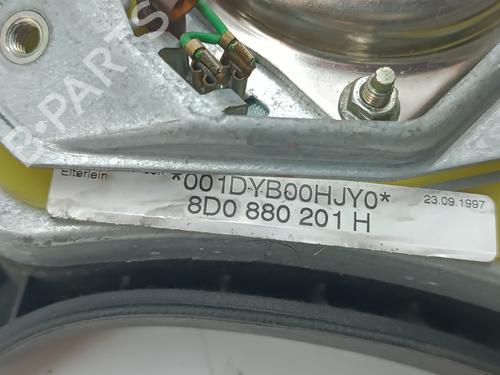 Elterlein
*001DYB00HJY0*
23.09.1997
8D0 880 201 H
B-PARTS